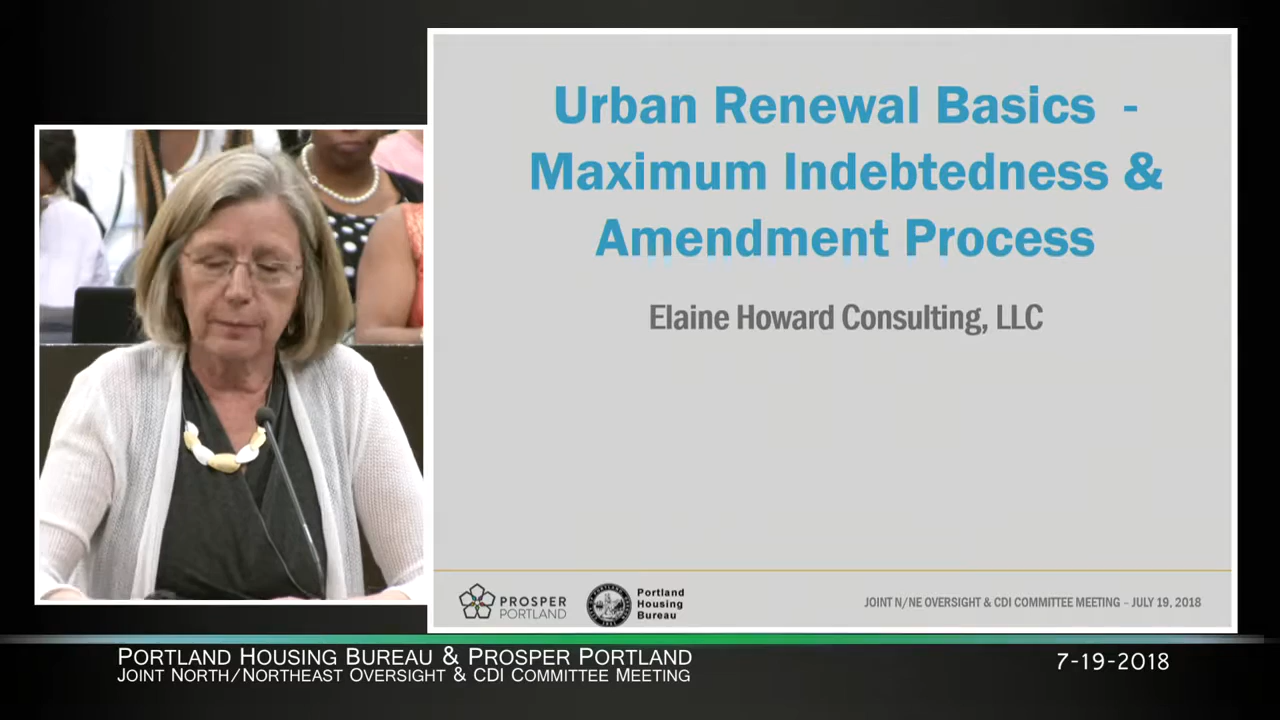 Urban Renewal Basics -
Maximum Indebtedness &
Amendment Process
Elaine Howard Consulting, LLC
PROSPER
PORTLAND
Portland
Housing
Bureau
JOINT N/NE OVERSIGHT & CDI COMMITTEE MEETING – JULY 19, 2018
PORTLAND HOUSING BUREAU & PROSPER PORTLAND
JOINT NORTH/NORTHEAST OVERSIGHT & CDI COMMITTEE MEETING
7-19-2018